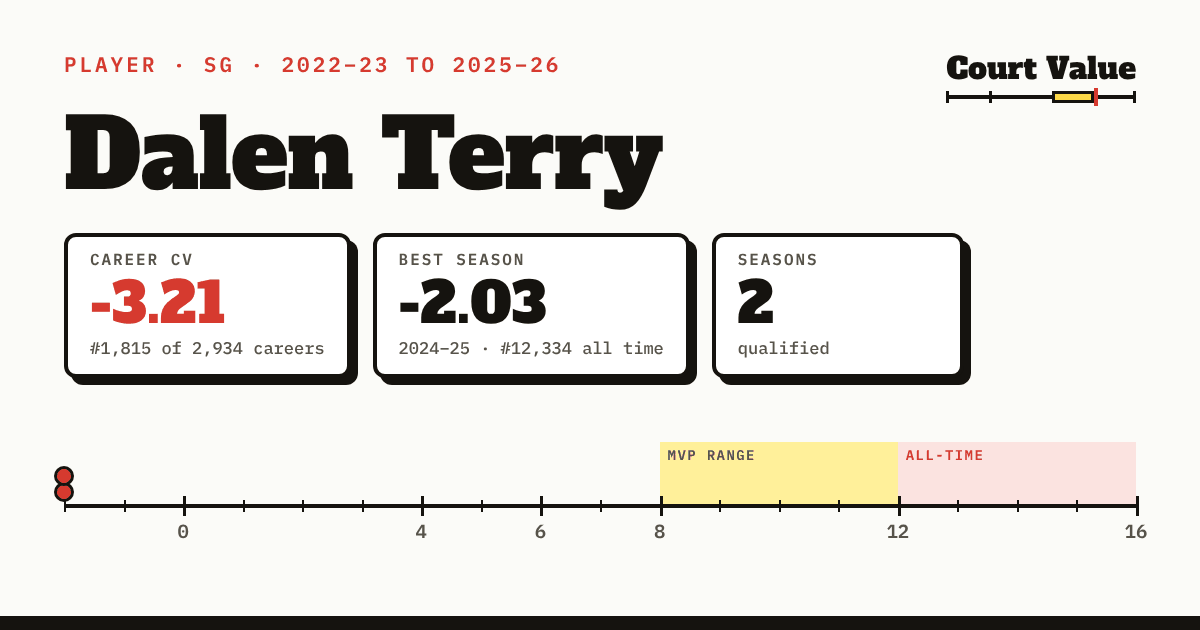 PLAYER · SG · 2022–23 TO 2025–26
Court Value
Dalen Terry
CAREER CV
-3.21
#1,815 of 2,934 careers
BEST SEASON
-2.03
2024–25 · #12,334 all time
SEASONS
2
qualified
MVP RANGE
ALL-TIME
0
4
6
8
12
16